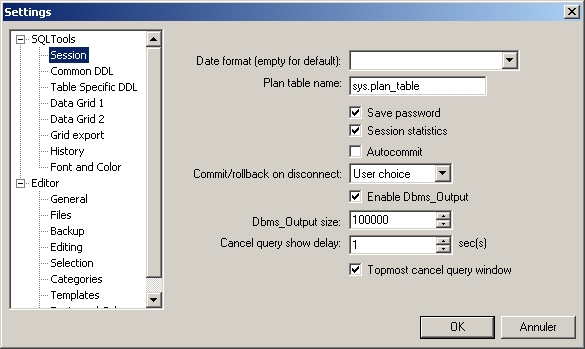 Settings
SQLTools
Session
Common DDL
Table Specific DDL
Data Grid 1
Data Grid 2
Grid export
History
Font and Color
Editor
General
Files
Backup
Editing
Selection
Categories
Templates
Date format (empty for default):
Plan table name: sys.plan_table
Save password
Session statistics
Autocommit
Commit/rollback on disconnect: User choice
Enable Dbms_Output
Dbms_Output size: 100000
Cancel query show delay: 1 sec(s)
Topmost cancel query window
OK Annuler